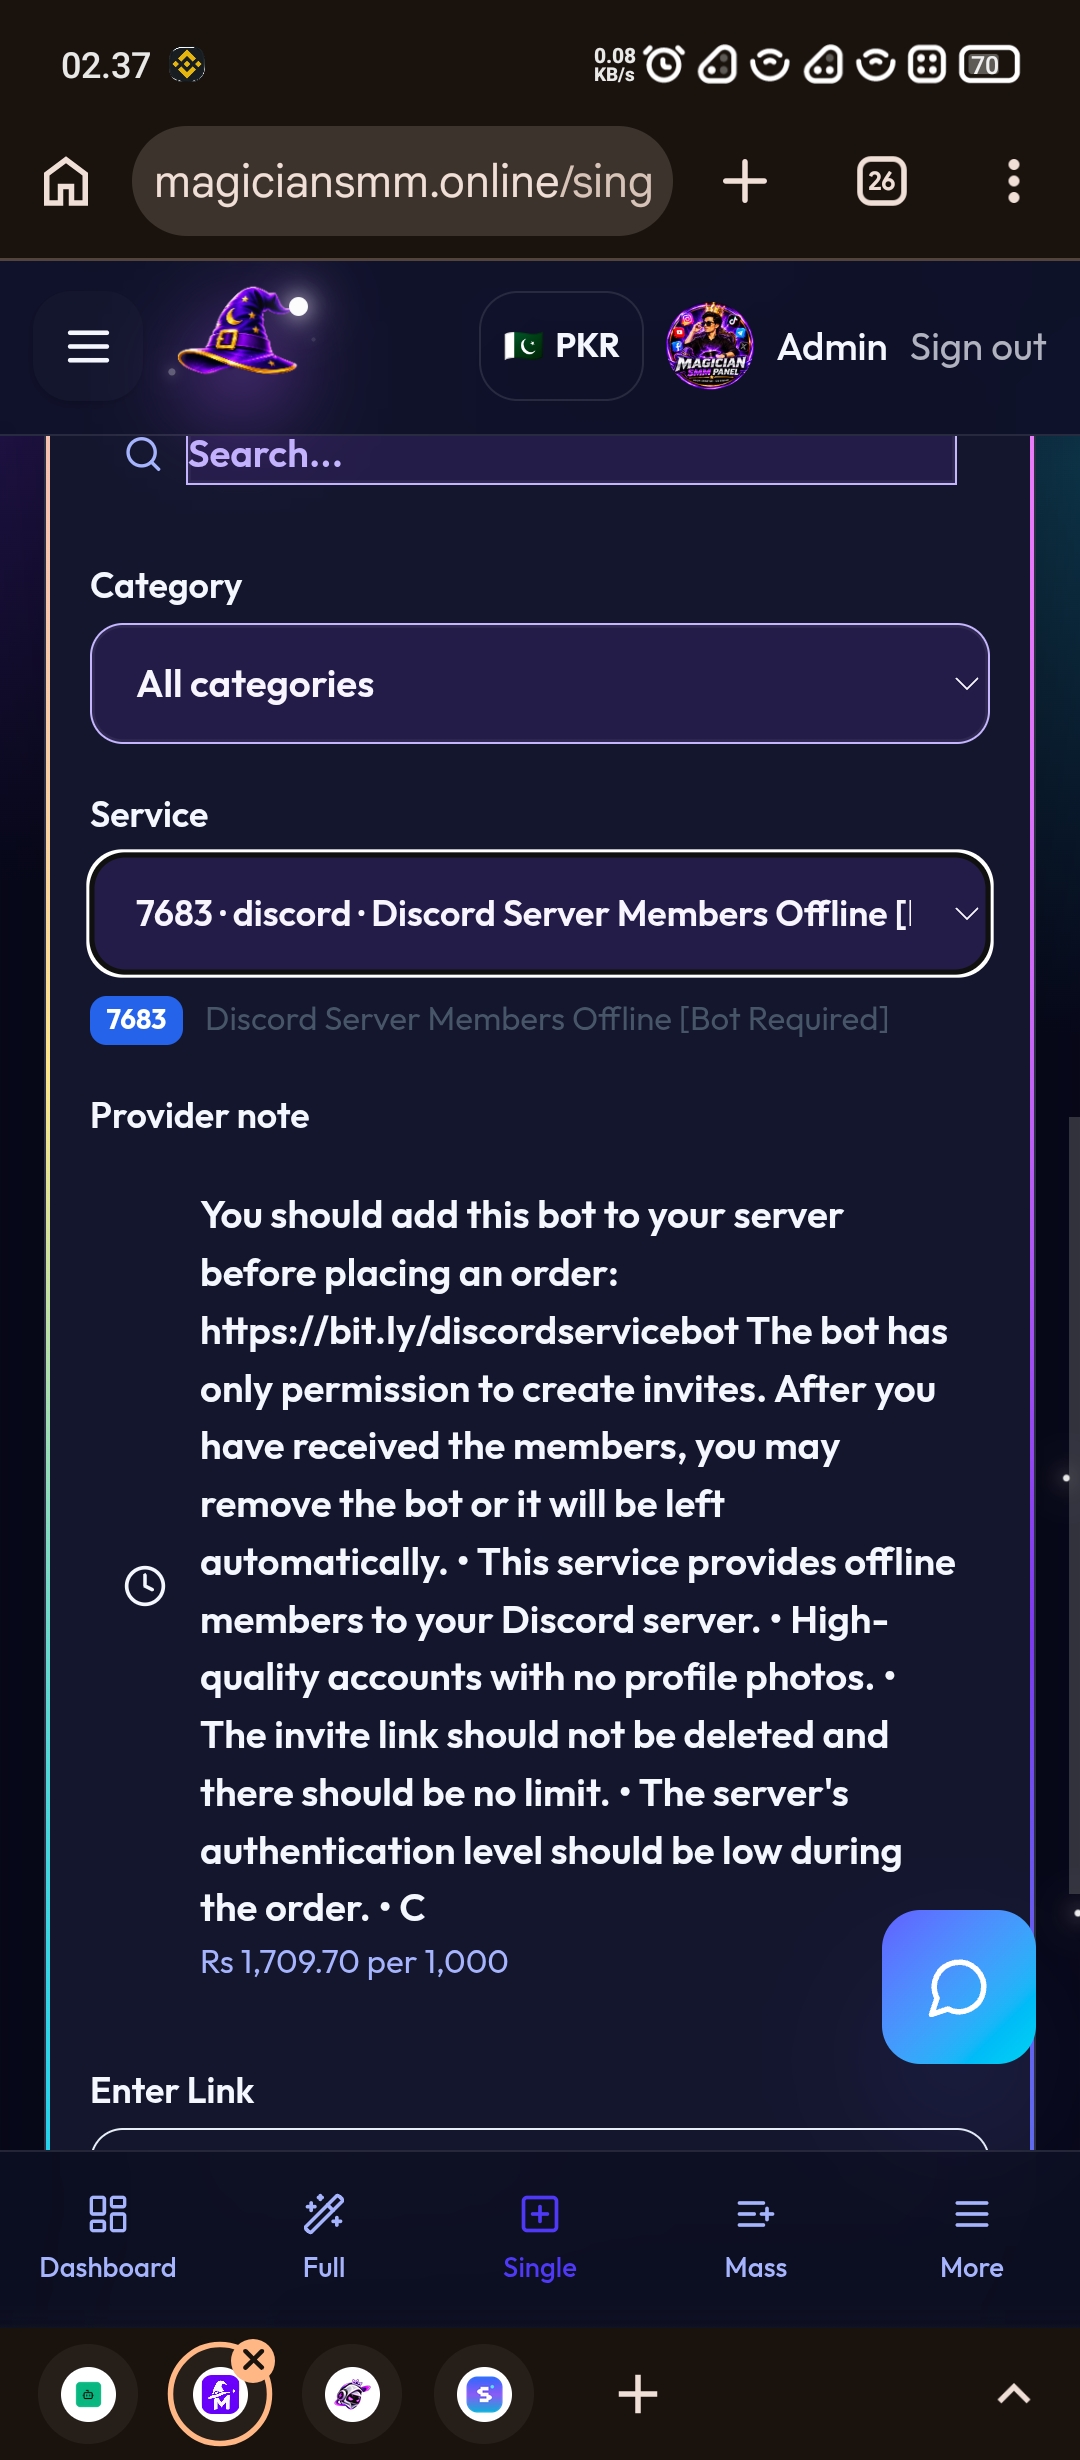 02.37
0.08
KB/s
70
magiciansmm.online/sing
26
PKR
MAGICIAN
SMM PANEL
Admin
Sign out
Search...
Category
All categories
Service
7683 · discord · Discord Server Members Offline [
7683
Discord Server Members Offline [Bot Required]
Provider note
You should add this bot to your server
before placing an order:
https://bit.ly/discordservicebot The bot has
only permission to create invites. After you
have received the members, you may
remove the bot or it will be left
automatically. • This service provides offline
members to your Discord server. • High-
quality accounts with no profile photos. •
The invite link should not be deleted and
there should be no limit. • The server's
authentication level should be low during
the order. • C
Rs 1,709.70 per 1,000
Enter Link
Dashboard
Full
Single
Mass
More
M
S